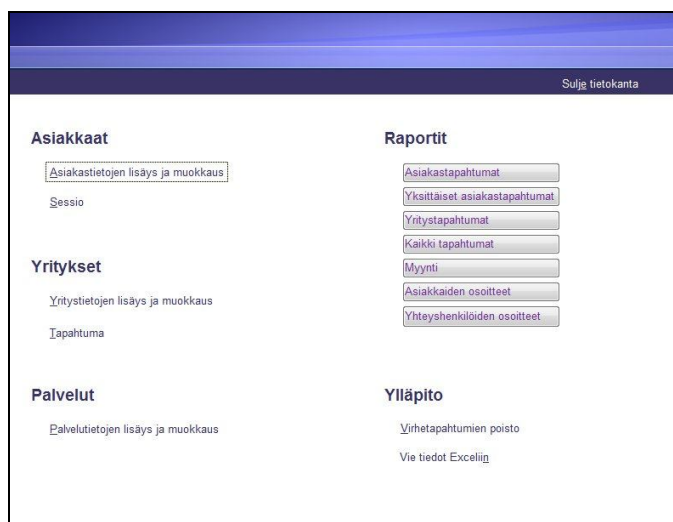 Sulje tietokanta
Asiakkaat
Asiakastietojen lisäys ja muokkaus
Sessio
Yritykset
Yritystietojen lisäys ja muokkaus
Tapahtuma
Palvelut
Palvelutietojen lisäys ja muokkaus
Raportit
Asiakastapahtumat
Yksittäiset asiakastapahtumat
Yritystapahtumat
Kaikki tapahtumat
Myynti
Asiakkaiden osoitteet
Yhteyshenkilöiden osoitteet
Ylläpito
Virhetapahtumien poisto
Vie tiedot Exceliin